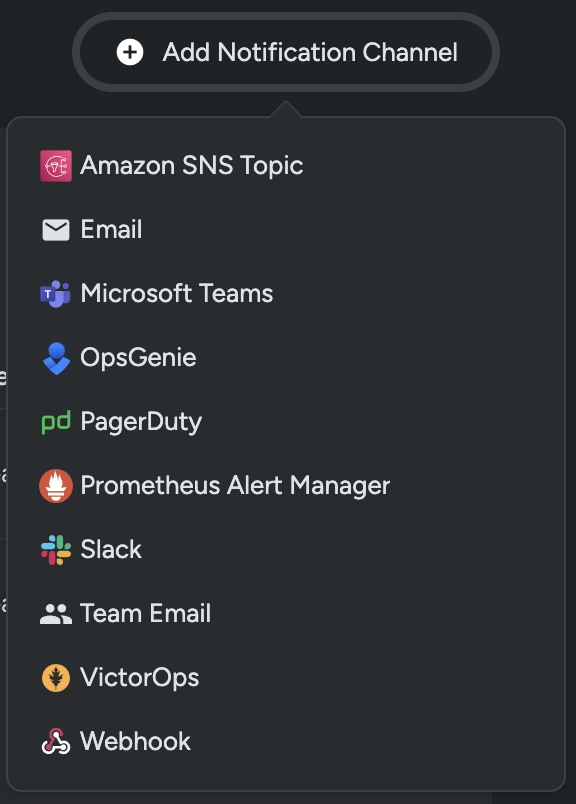 Add Notification Channel
Amazon SNS Topic
Email
Microsoft Teams
OpsGenie
pd PagerDuty
Prometheus Alert Manager
Slack
Team Email
VictorOps
Webhook